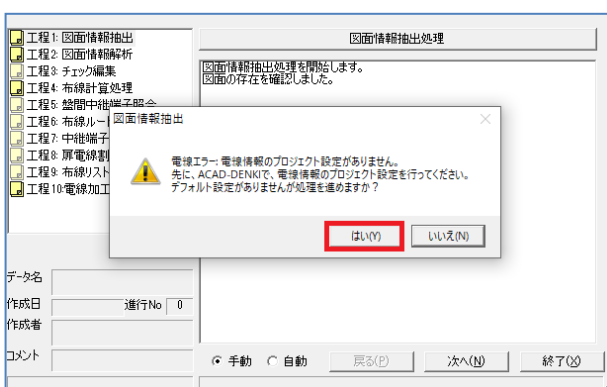 工程1: 図面情報抽出
工程2: 図面情報解析
工程3: チェック編集
工程4: 布線計算処理
工程5: 盤間中継端子照合
工程6: 布線ルート
工程7: 中継端子
工程8: 扉電線割
工程9: 布線リスト
工程10:電線加工
図面情報抽出処理
図面情報抽出処理を開始します。
図面の存在を確認しました。
図面情報抽出
電線エラー: 電線情報のプロジェクト設定がありません。
先に、ACAD-DENKIで、電線情報のプロジェクト設定を行ってください。
デフォルト設定がありませんが処理を進めますか？
はい(Y)
いいえ(N)
データ名
作成日
進行No 0
作成者
コメント
手動
自動
戻る(P)
次へ(N)
終了(X)